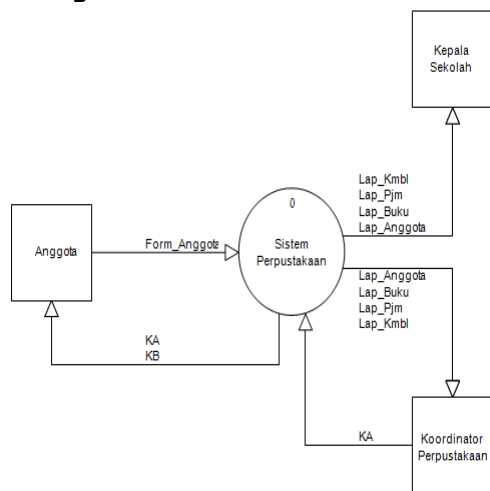 Kepala
Sekolah
Lap_Kmbl
Lap_Pjm
Lap_Buku
Lap_Anggota
0
Sistem
Perpustakaan
Anggota
Form_Anggota
Lap_Anggota
Lap_Buku
Lap_Pjm
Lap_Kmbl
KA
KB
KA
Koordinator
Perpustakaan